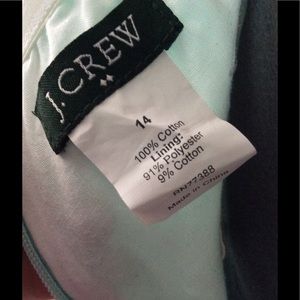 J.CREW
14
100% Cotton
Lining:
91% Polyester
9% Cotton
RN77388
Made in China